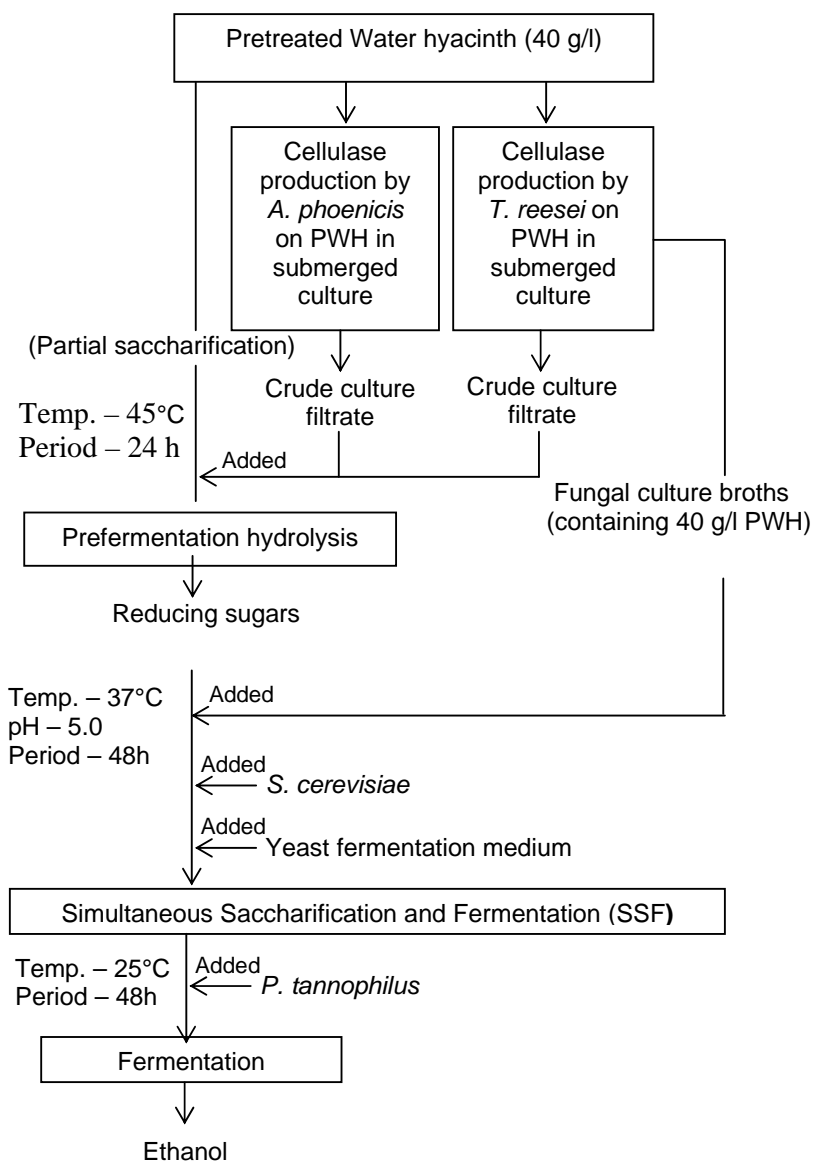 Pretreated Water hyacinth (40 g/l)
Cellulase
production by
A. phoenicis
on PWH in
submerged
culture
Cellulase
production by
T. reesei on
PWH in
submerged
culture
(Partial saccharification)
Temp. – 45°C
Period – 24 h
Crude culture
filtrate
Crude culture
filtrate
Added
Fungal culture broths
(containing 40 g/l PWH)
Prefermentation hydrolysis
Reducing sugars
Temp. – 37°C
pH – 5.0
Period – 48h
Added
Added
S. cerevisiae
Added
Yeast fermentation medium
Simultaneous Saccharification and Fermentation (SSF)
Temp. – 25°C
Period – 48h
Added
P. tannophilus
Fermentation
Ethanol